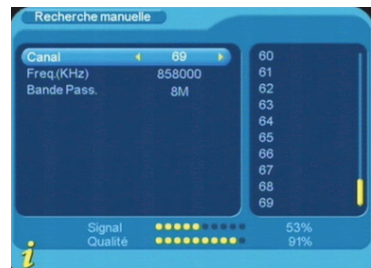 Recherche manuelle
Canal 69
Freq.(KHz) 858000
Bande Pass. 8M
60
61
62
63
64
65
66
67
68
69
Signal 53%
Qualité 91%
i